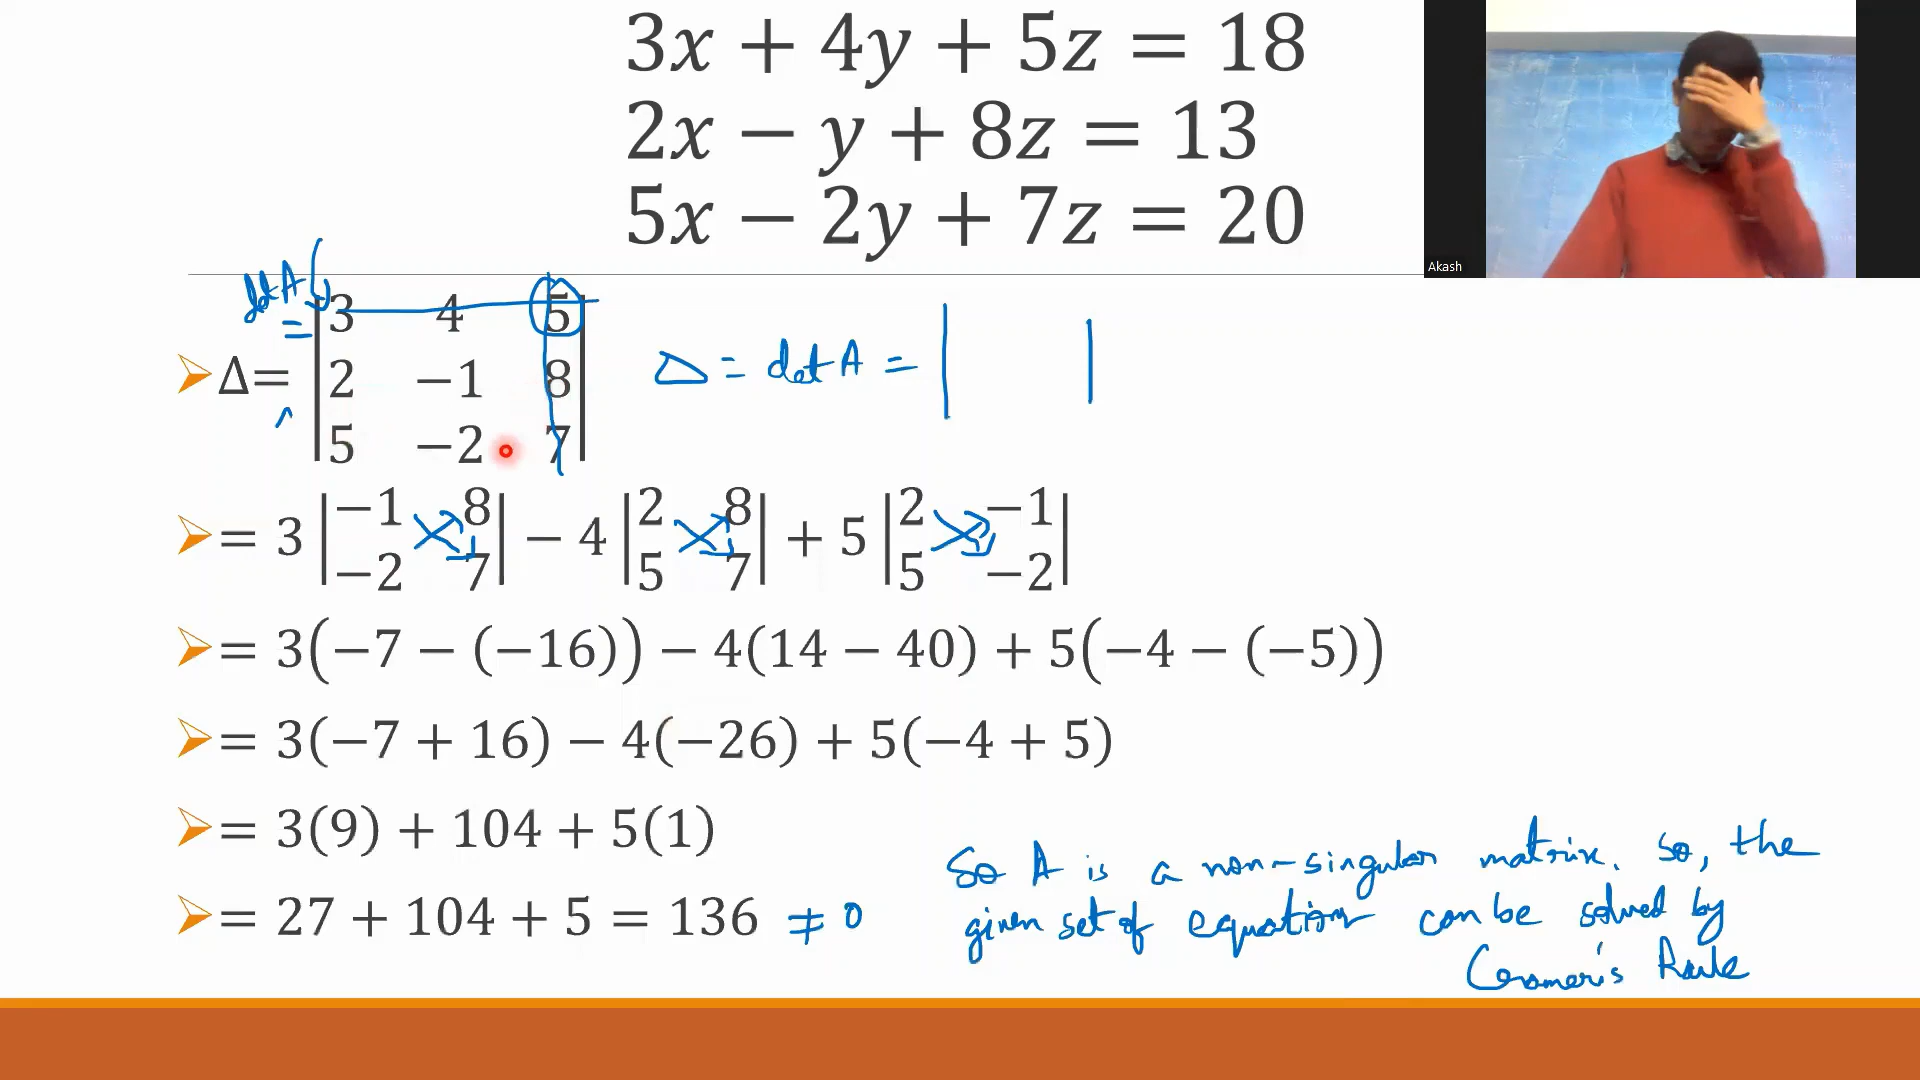 3x + 4y + 5z = 18
2x − y + 8z = 13
5x − 2y + 7z = 20
Akash
det A
=
Δ= |3 4 5|
|2 −1 8|
|5 −2 7|
Δ = det A = | |
= 3 |−1 8| − 4 |2 8| + 5 |2 −1|
|−2 7| |5 7| |5 −2|
= 3(−7 − (−16)) − 4(14 − 40) + 5(−4 − (−5))
= 3(−7 + 16) − 4(−26) + 5(−4 + 5)
= 3(9) + 104 + 5(1)
= 27 + 104 + 5 = 136 ≠ 0
So A is a non-singular matrix. So, the
given set of equation can be solved by
Cramer's Rule